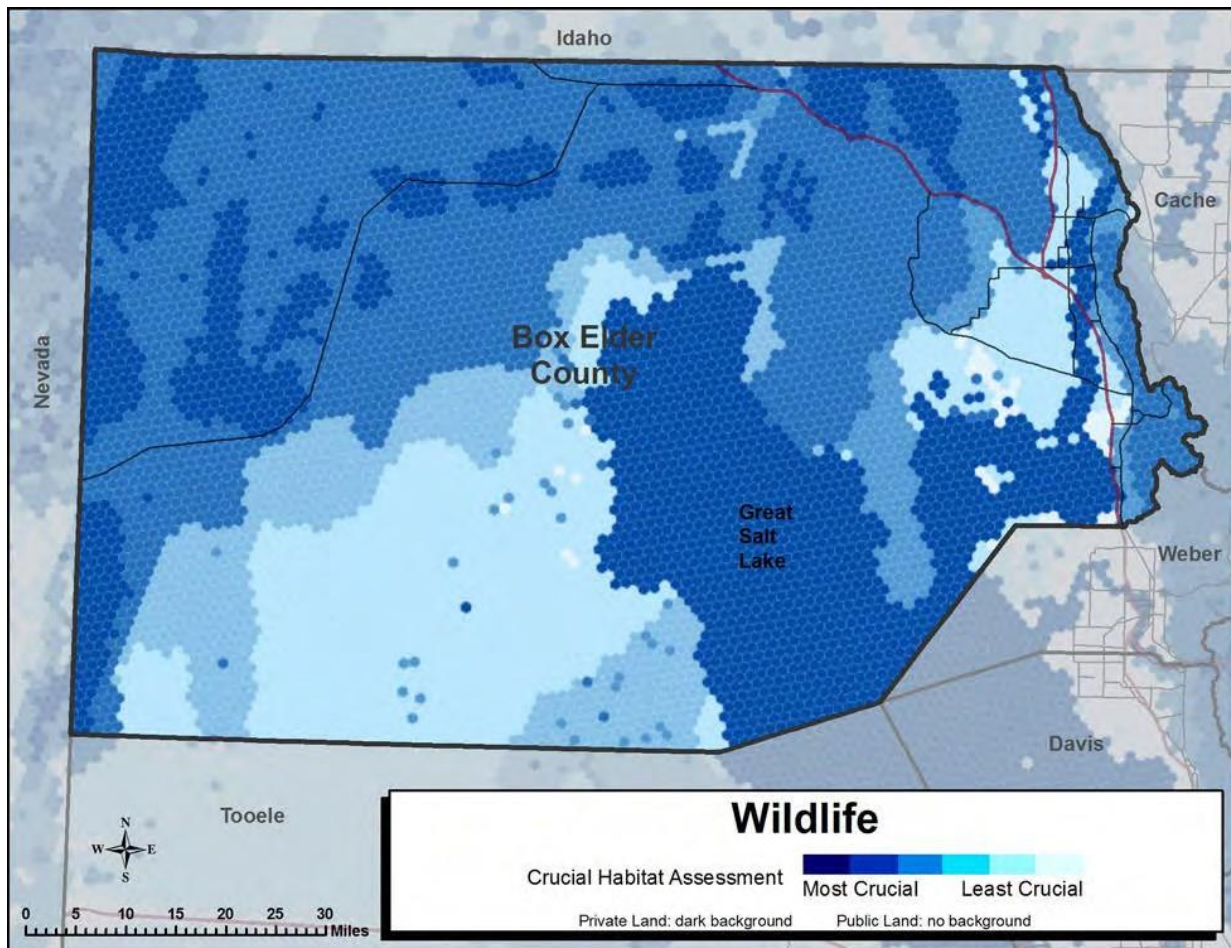 Idaho
Cache
Nevada
Box Elder
County
Great
Salt
Lake
Weber
Davis
Tooele
N
W E
S
0 5 10 15 20 25 30
Miles
Wildlife
Crucial Habitat Assessment
Most Crucial Least Crucial
Private Land: dark background Public Land: no background